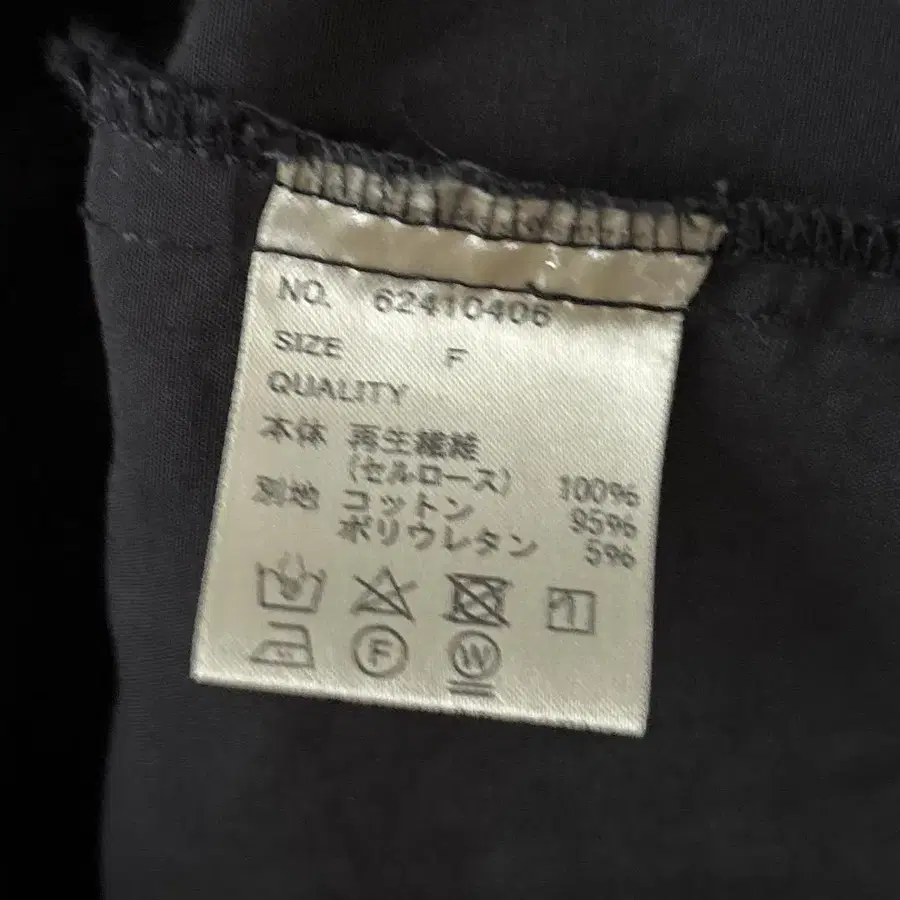 NO. 62410406
SIZE F
QUALITY
本体 再生繊維
(セルロース) 100%
別地 コットン 95%
ポリウレタン 5%
F W